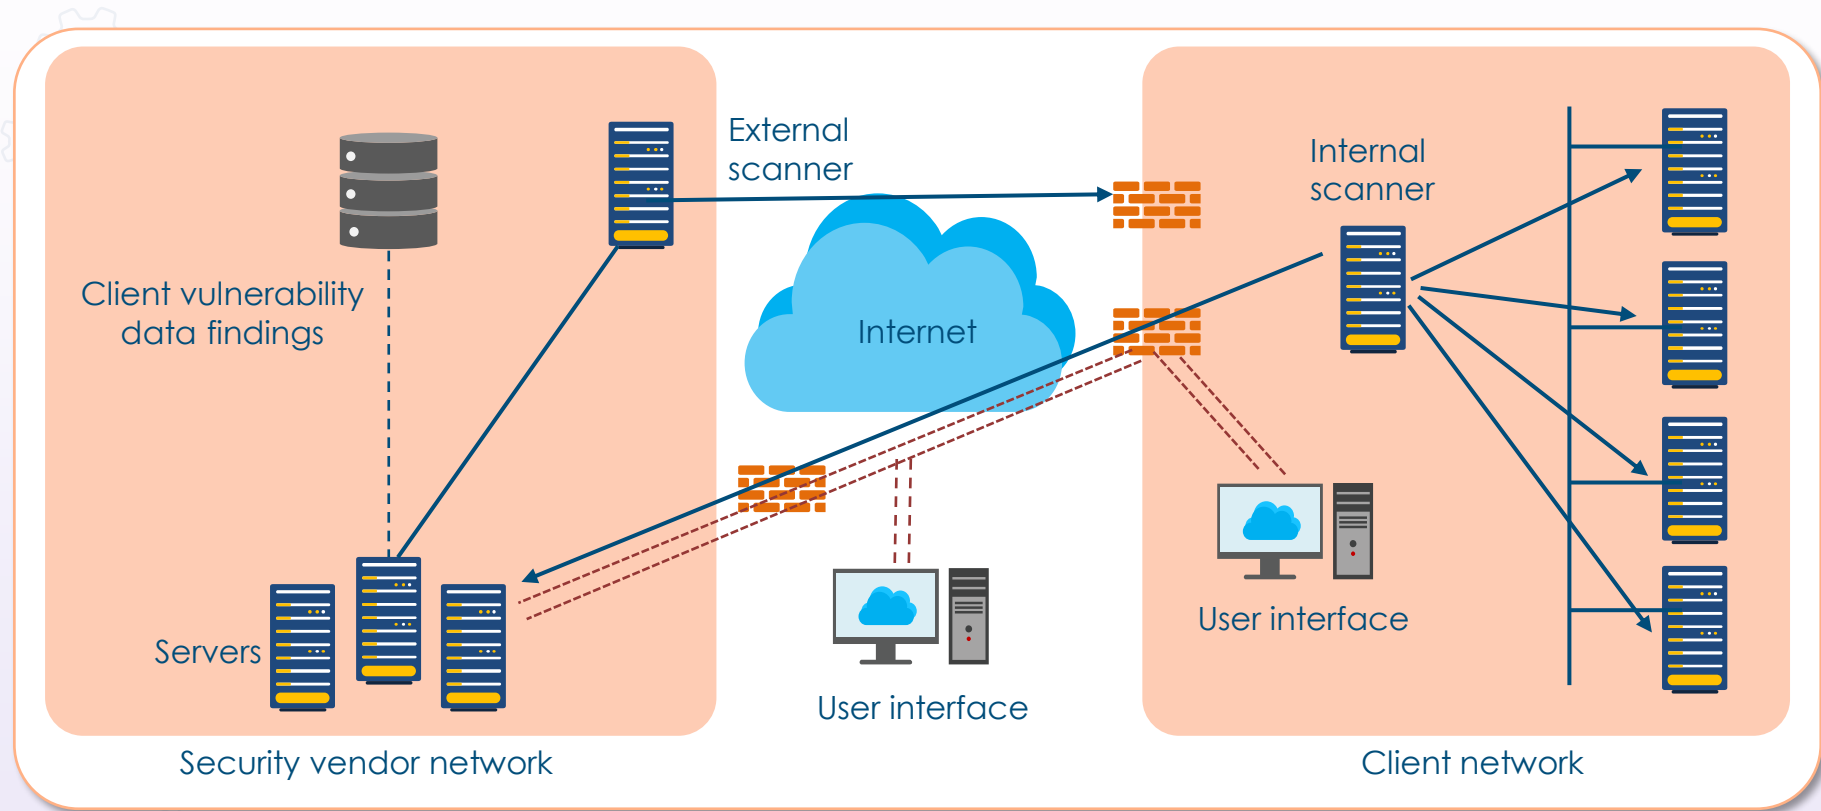 External
scanner
Internal
scanner
Client vulnerability
data findings
Internet
Servers
User interface
User interface
Security vendor network
Client network